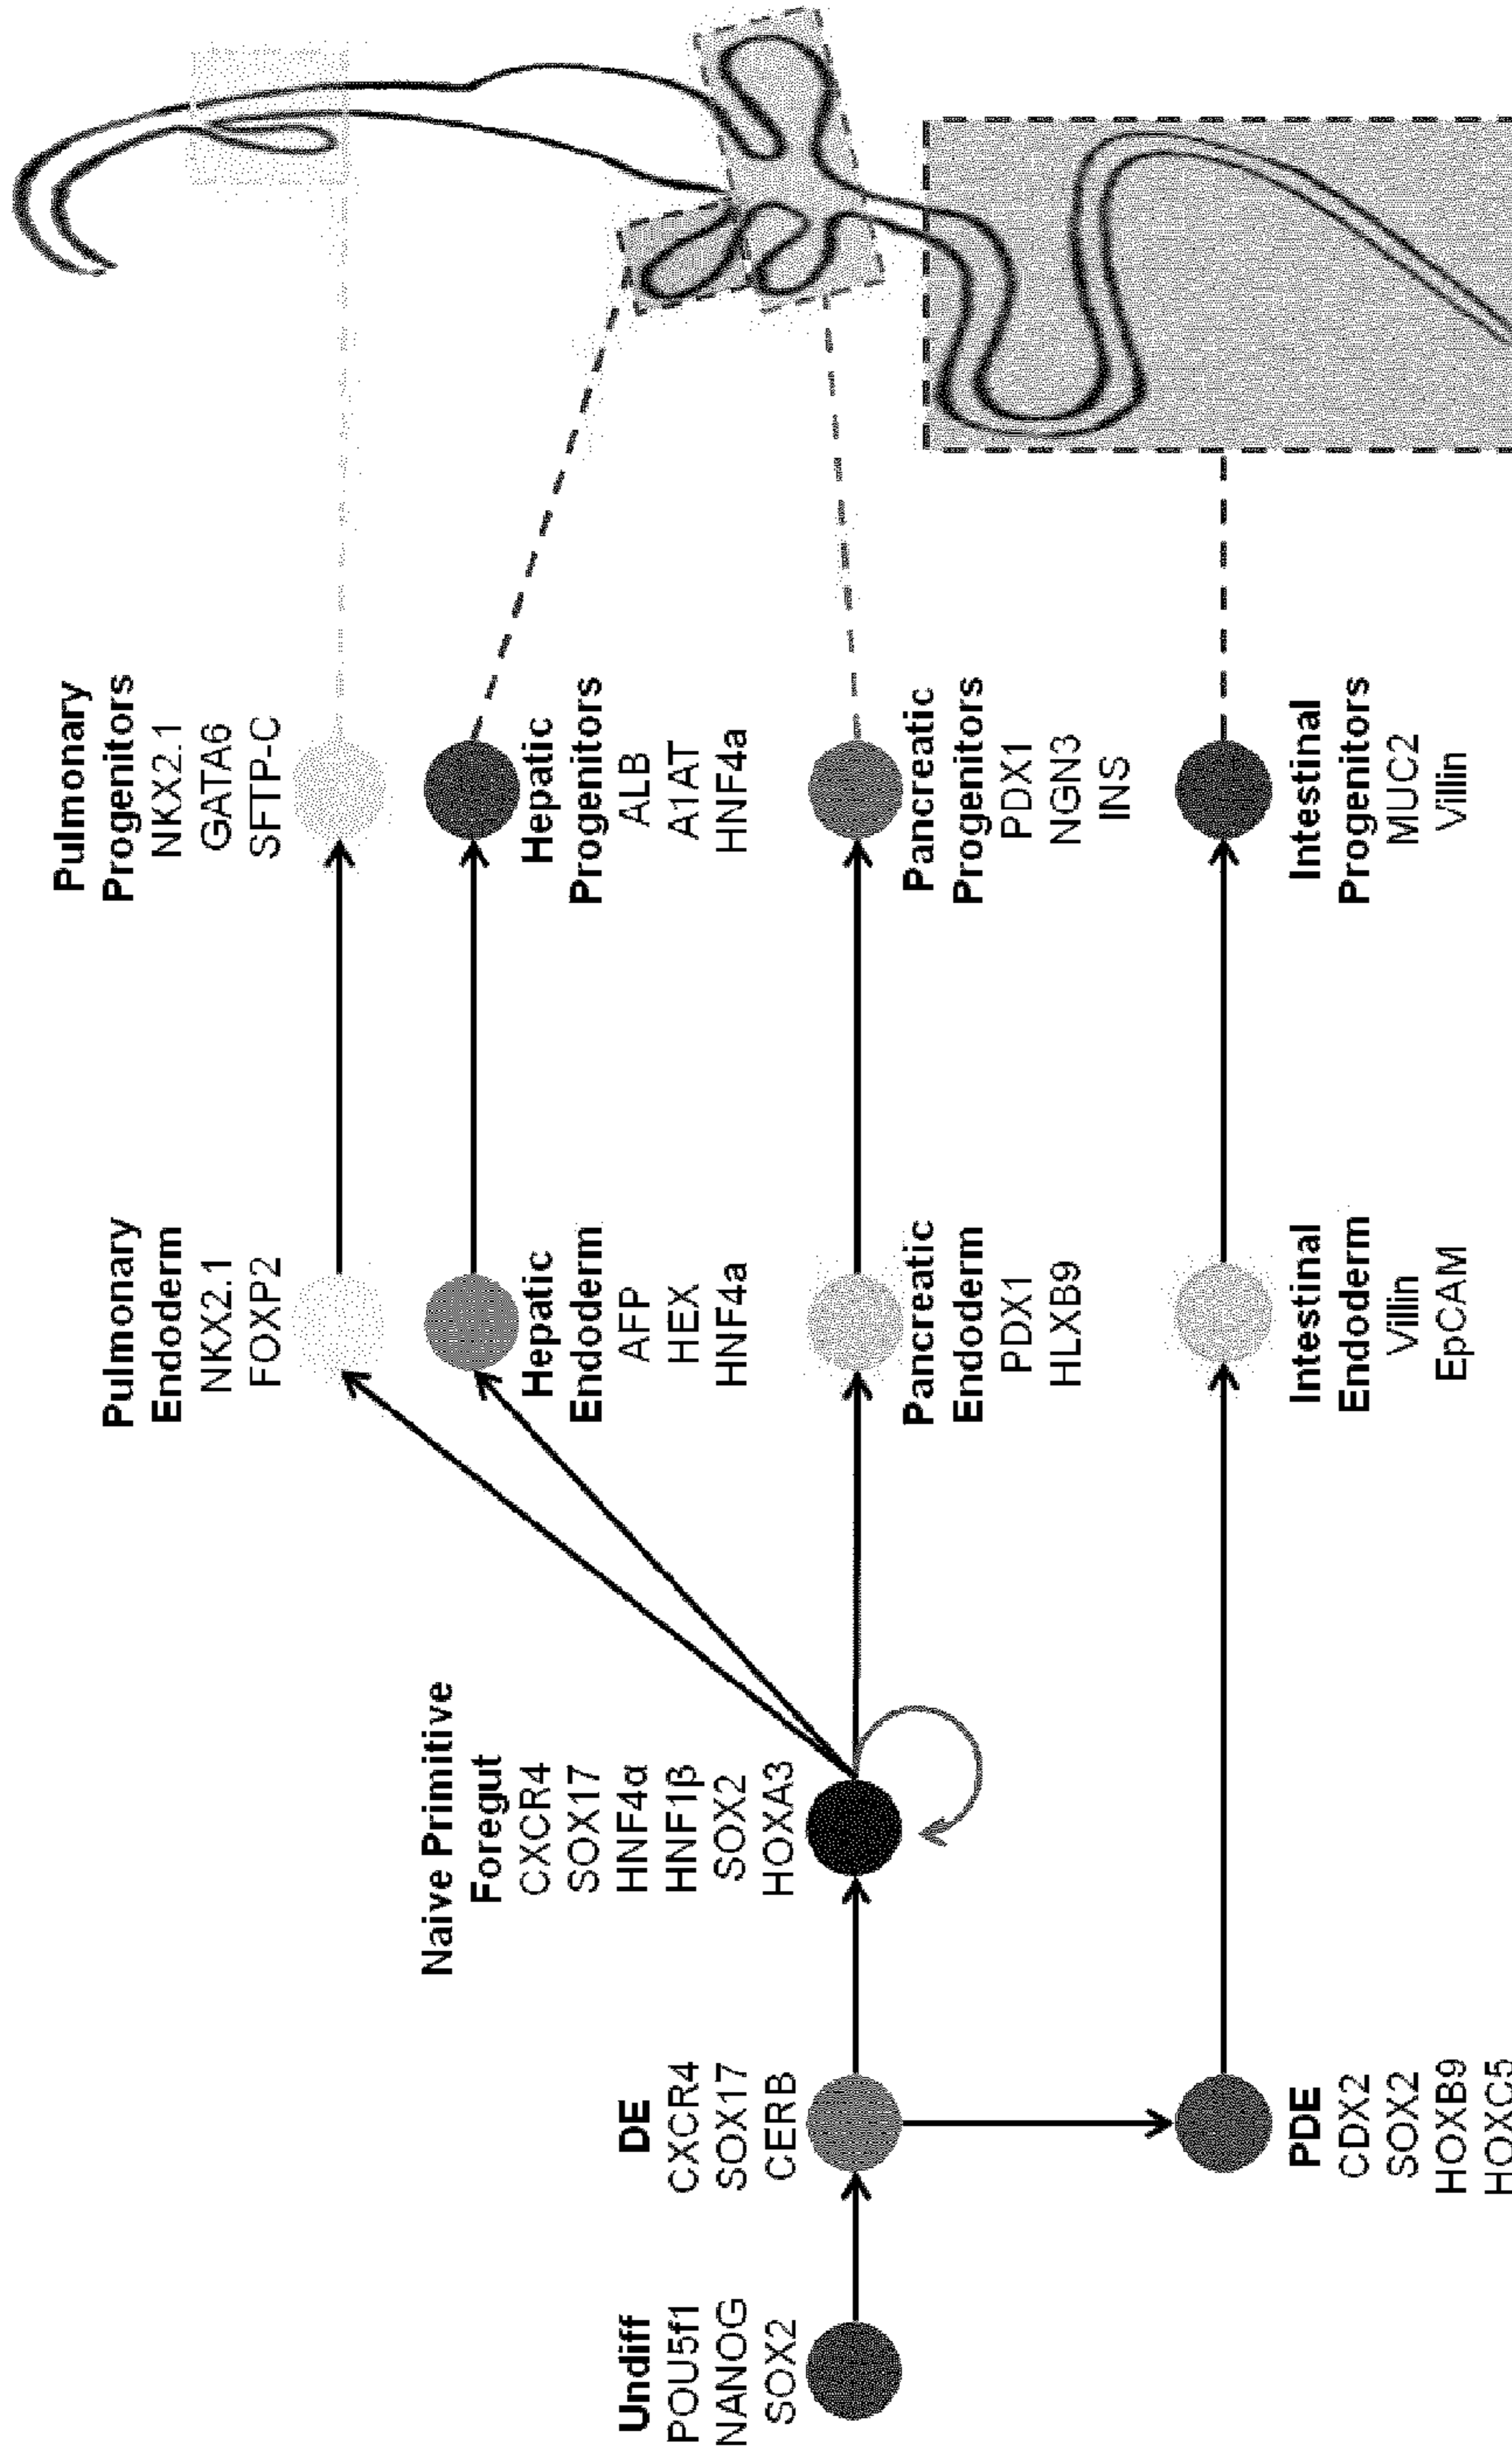 Undiff
POU5f1
NANOG
SOX2
DE
CXCR4
SOX17
CERB
PDE
CDX2
SOX2
HOXB9
HOXC5
Naive Primitive
Foregut
CXCR4
SOX17
HNF4α
HNF1β
SOX2
HOXA3
Pulmonary
Endoderm
NKX2.1
FOXP2
Hepatic
Endoderm
AFP
HEX
HNF4a
Pancreatic
Endoderm
PDX1
HLXB9
Intestinal
Endoderm
Villin
EpCAM
Pulmonary
Progenitors
NKX2.1
GATA6
SFTP-C
Hepatic
Progenitors
ALB
A1AT
HNF4a
Pancreatic
Progenitors
PDX1
NGN3
INS
Intestinal
Progenitors
MUC2
Villin